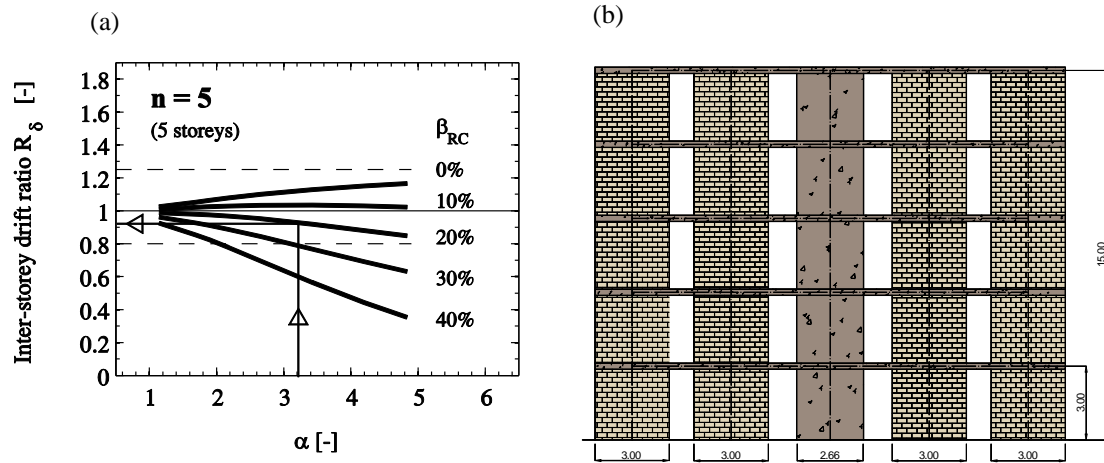 (a)
1.8
1.6
1.4
1.2
1
0.8
0.6
0.4
0.2
0
Inter-storey drift ratio R_δ [-]
n = 5
(5 storeys)
β_RC
0%
10%
20%
30%
40%
1 2 3 4 5 6
α [-]
(b)
15.00
3.00
3.00 3.00 2.66 3.00 3.00